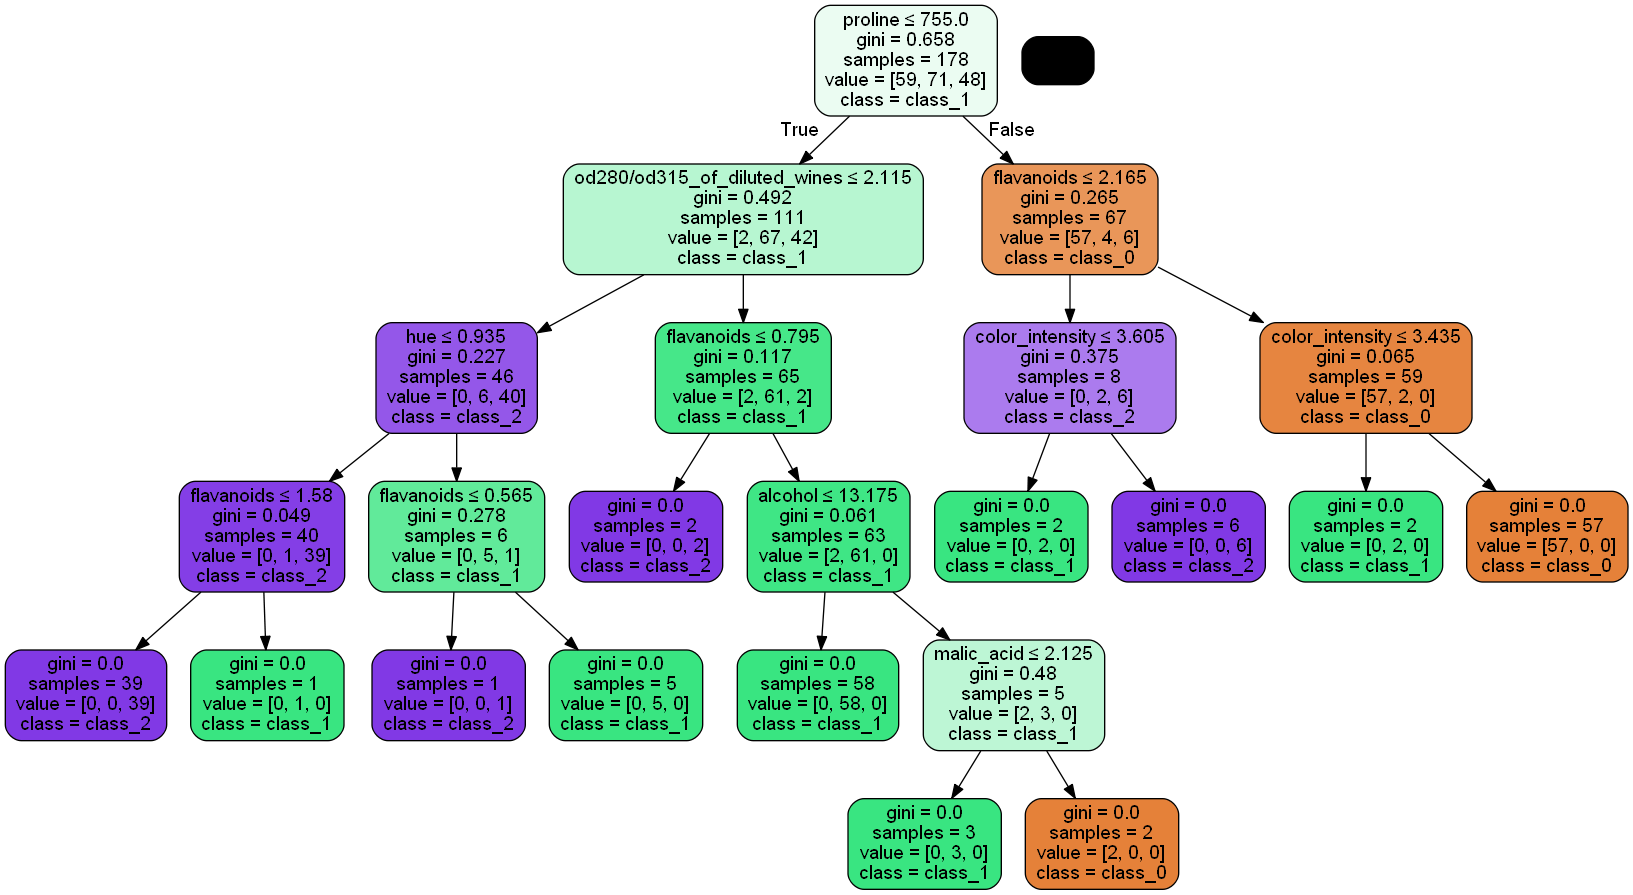 proline ≤ 755.0
gini = 0.658
samples = 178
value = [59, 71, 48]
class = class_1
True
False
od280/od315_of_diluted_wines ≤ 2.115
gini = 0.492
samples = 111
value = [2, 67, 42]
class = class_1
flavanoids ≤ 2.165
gini = 0.265
samples = 67
value = [57, 4, 6]
class = class_0
hue ≤ 0.935
gini = 0.227
samples = 46
value = [0, 6, 40]
class = class_2
flavanoids ≤ 0.795
gini = 0.117
samples = 65
value = [2, 61, 2]
class = class_1
color_intensity ≤ 3.605
gini = 0.375
samples = 8
value = [0, 2, 6]
class = class_2
color_intensity ≤ 3.435
gini = 0.065
samples = 59
value = [57, 2, 0]
class = class_0
flavanoids ≤ 1.58
gini = 0.049
samples = 40
value = [0, 1, 39]
class = class_2
flavanoids ≤ 0.565
gini = 0.278
samples = 6
value = [0, 5, 1]
class = class_1
gini = 0.0
samples = 2
value = [0, 0, 2]
class = class_2
alcohol ≤ 13.175
gini = 0.061
samples = 63
value = [2, 61, 0]
class = class_1
gini = 0.0
samples = 2
value = [0, 2, 0]
class = class_1
gini = 0.0
samples = 6
value = [0, 0, 6]
class = class_2
gini = 0.0
samples = 2
value = [0, 2, 0]
class = class_1
gini = 0.0
samples = 57
value = [57, 0, 0]
class = class_0
gini = 0.0
samples = 39
value = [0, 0, 39]
class = class_2
gini = 0.0
samples = 1
value = [0, 1, 0]
class = class_1
gini = 0.0
samples = 1
value = [0, 0, 1]
class = class_2
gini = 0.0
samples = 5
value = [0, 5, 0]
class = class_1
gini = 0.0
samples = 58
value = [0, 58, 0]
class = class_1
malic_acid ≤ 2.125
gini = 0.48
samples = 5
value = [2, 3, 0]
class = class_1
gini = 0.0
samples = 3
value = [0, 3, 0]
class = class_1
gini = 0.0
samples = 2
value = [2, 0, 0]
class = class_0